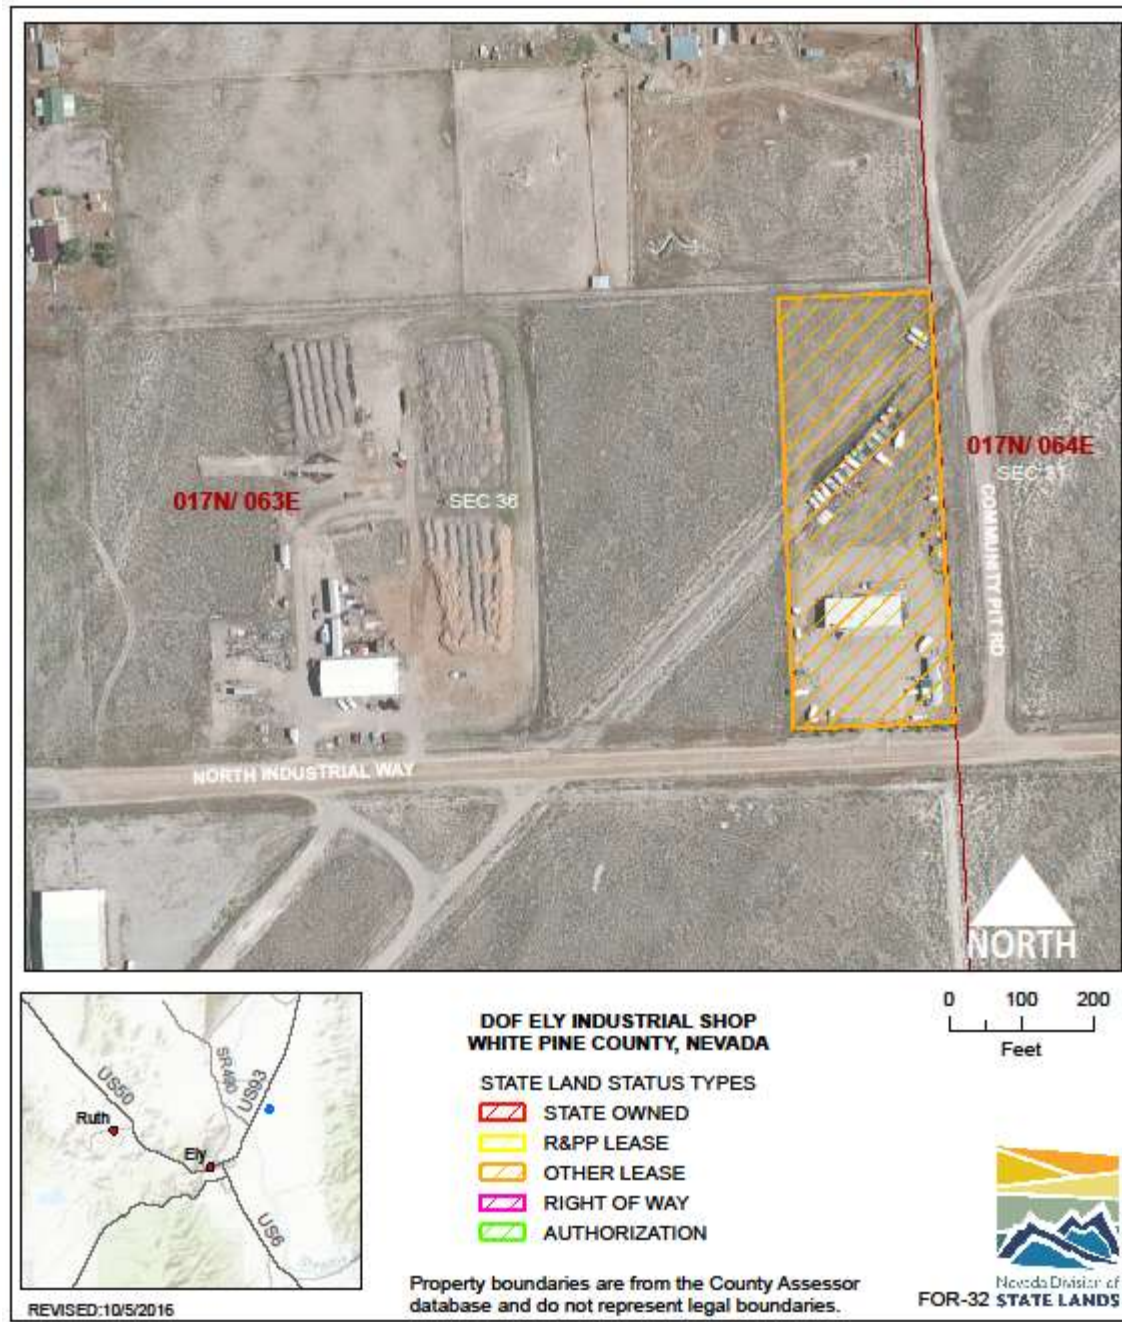 017N/ 064E
SEC 31
017N/ 063E
SEC 36
COMMUNITY PIT RD
NORTH INDUSTRIAL WAY
NORTH
US50
SR490
US93
Ruth
Ely
US6
REVISED:10/5/2016
DOF ELY INDUSTRIAL SHOP
WHITE PINE COUNTY, NEVADA
STATE LAND STATUS TYPES
STATE OWNED
R&PP LEASE
OTHER LEASE
RIGHT OF WAY
AUTHORIZATION
Property boundaries are from the County Assessor
database and do not represent legal boundaries.
0 100 200
Feet
Nevada Division of
FOR-32 STATE LANDS